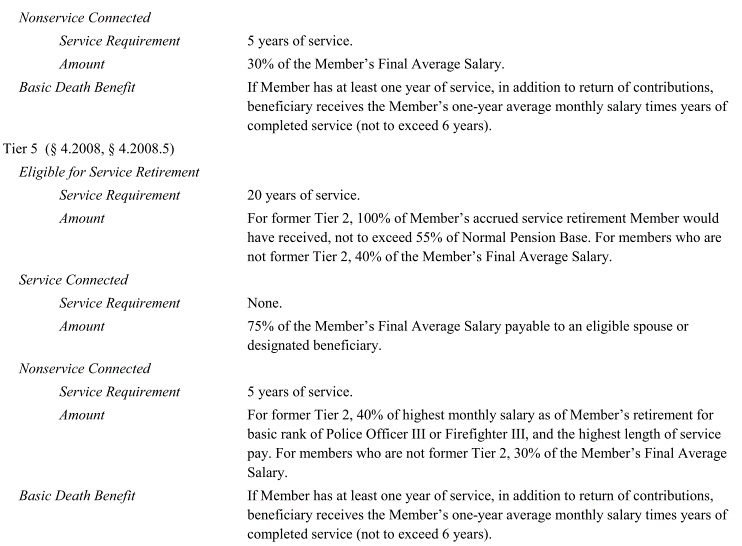 Nonservice Connected
Service Requirement 5 years of service.
Amount 30% of the Member’s Final Average Salary.
Basic Death Benefit If Member has at least one year of service, in addition to return of contributions,
beneficiary receives the Member’s one-year average monthly salary times years of
completed service (not to exceed 6 years).
Tier 5 (§ 4.2008, § 4.2008.5)
Eligible for Service Retirement
Service Requirement 20 years of service.
Amount For former Tier 2, 100% of Member’s accrued service retirement Member would
have received, not to exceed 55% of Normal Pension Base. For members who are
not former Tier 2, 40% of the Member’s Final Average Salary.
Service Connected
Service Requirement None.
Amount 75% of the Member’s Final Average Salary payable to an eligible spouse or
designated beneficiary.
Nonservice Connected
Service Requirement 5 years of service.
Amount For former Tier 2, 40% of highest monthly salary as of Member’s retirement for
basic rank of Police Officer III or Firefighter III, and the highest length of service
pay. For members who are not former Tier 2, 30% of the Member’s Final Average
Salary.
Basic Death Benefit If Member has at least one year of service, in addition to return of contributions,
beneficiary receives the Member’s one-year average monthly salary times years of
completed service (not to exceed 6 years).